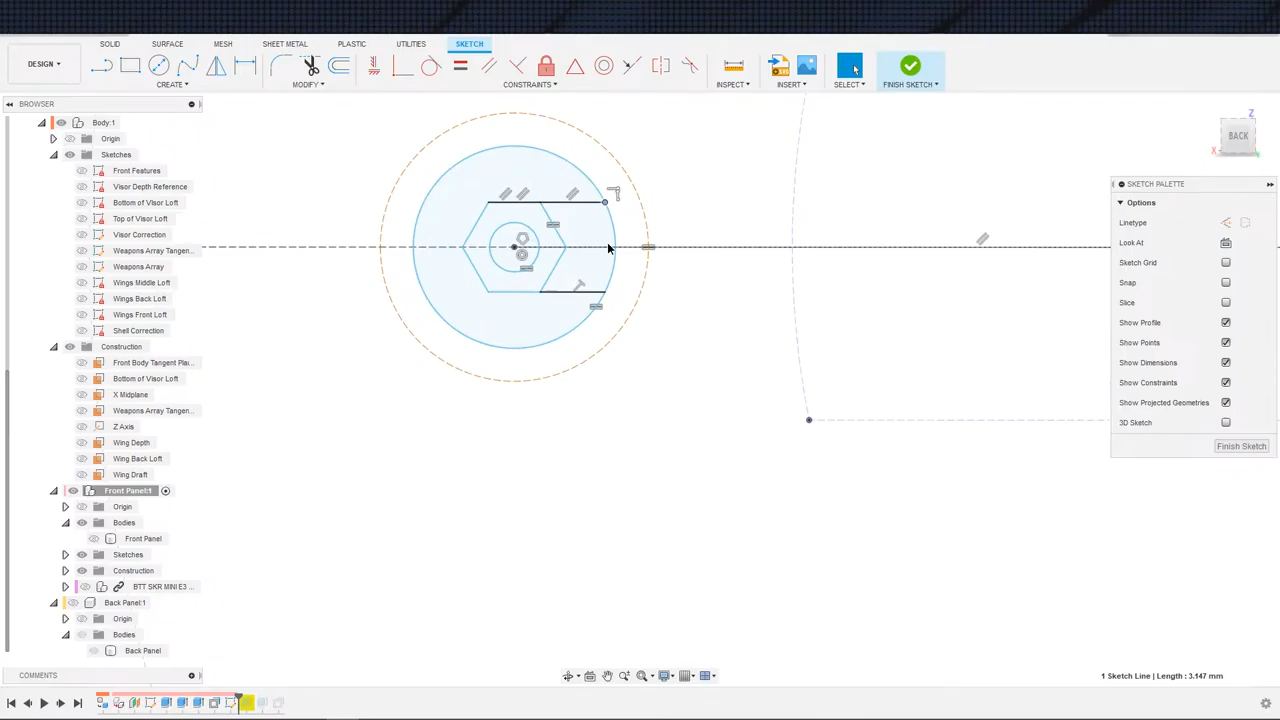 SOLID SURFACE MESH SHEET METAL PLASTIC UTILITIES SKETCH
DESIGN
CREATE MODIFY CONSTRAINTS INSPECT INSERT SELECT FINISH SKETCH
BROWSER
Body:1
Origin
Sketches
Front Features
Visor Depth Reference
Bottom of Visor Loft
Top of Visor Loft
Visor Correction
Weapons Array Tangen...
Weapons Array
Wings Middle Loft
Wings Back Loft
Wings Front Loft
Shell Correction
Construction
Front Body Tangent Pla...
Bottom of Visor Loft
X Midplane
Weapons Array Tangen...
Z Axis
Wing Depth
Wing Back Loft
Wing Draft
Front Panel:1
Origin
Bodies
Front Panel
Sketches
Construction
BTT SKR MINI E3 ...
Back Panel:1
Origin
Bodies
Back Panel
COMMENTS
Z
BACK
X
SKETCH PALETTE
Options
Linetype
Look At
Sketch Grid
Snap
Slice
Show Profile
Show Points
Show Dimensions
Show Constraints
Show Projected Geometries
3D Sketch
Finish Sketch
1 Sketch Line | Length : 3.147 mm